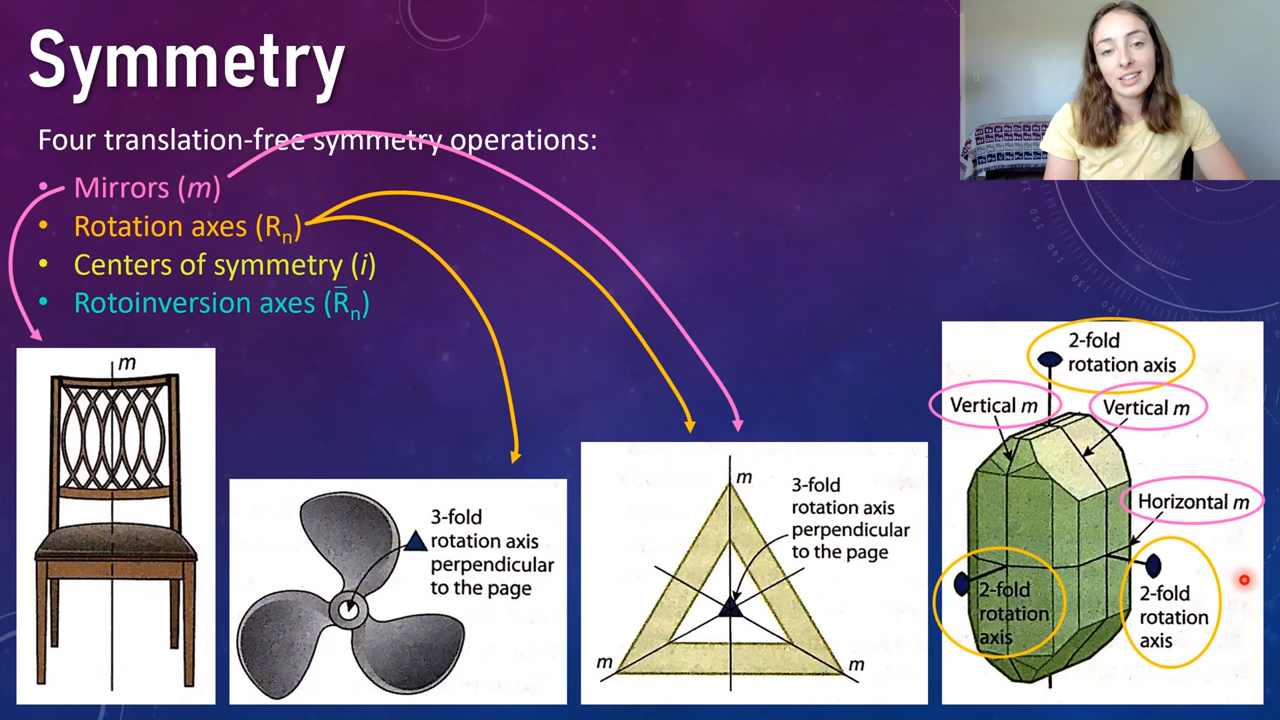 Symmetry
Four translation-free symmetry operations:
• Mirrors (m)
• Rotation axes (Rn)
• Centers of symmetry (i)
• Rotoinversion axes (R̅n)
m
3-fold
rotation axis
perpendicular
to the page
m
3-fold
rotation axis
perpendicular
to the page
m
m
2-fold
rotation axis
Vertical m
Vertical m
Horizontal m
2-fold
rotation
axis
2-fold
rotation
axis